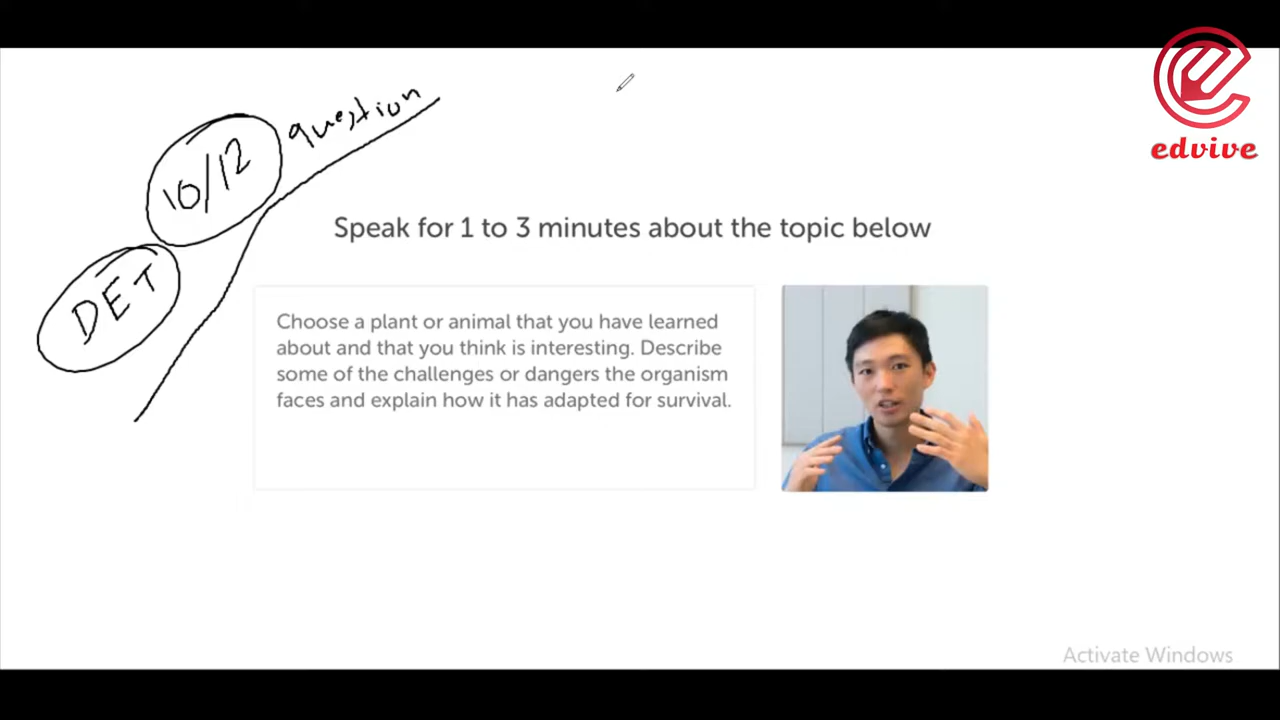 edvive
10/12 question
DET
Speak for 1 to 3 minutes about the topic below
Choose a plant or animal that you have learned
about and that you think is interesting. Describe
some of the challenges or dangers the organism
faces and explain how it has adapted for survival.
Activate Windows